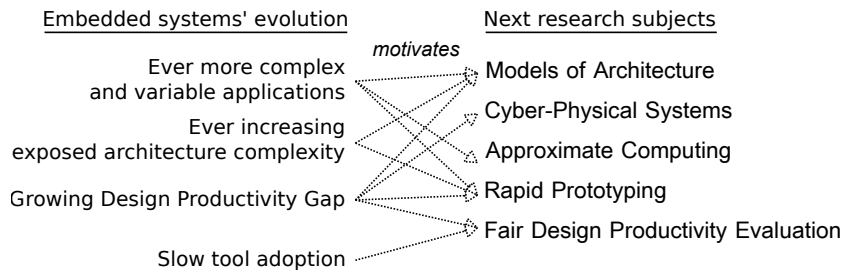 Embedded systems' evolution
Next research subjects
motivates
Ever more complex
and variable applications
Models of Architecture
Cyber-Physical Systems
Ever increasing
exposed architecture complexity
Approximate Computing
Growing Design Productivity Gap
Rapid Prototyping
Fair Design Productivity Evaluation
Slow tool adoption